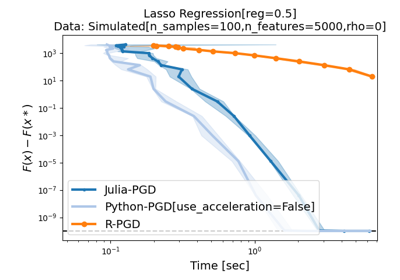 Lasso Regression[reg=0.5]
Data: Simulated[n_samples=100,n_features=5000,rho=0]
F(x) − F(x*)
10³
10¹
10⁻¹
10⁻³
10⁻⁵
10⁻⁷
10⁻⁹
Julia-PGD
Python-PGD[use_acceleration=False]
R-PGD
10⁻¹
10⁰
Time [sec]